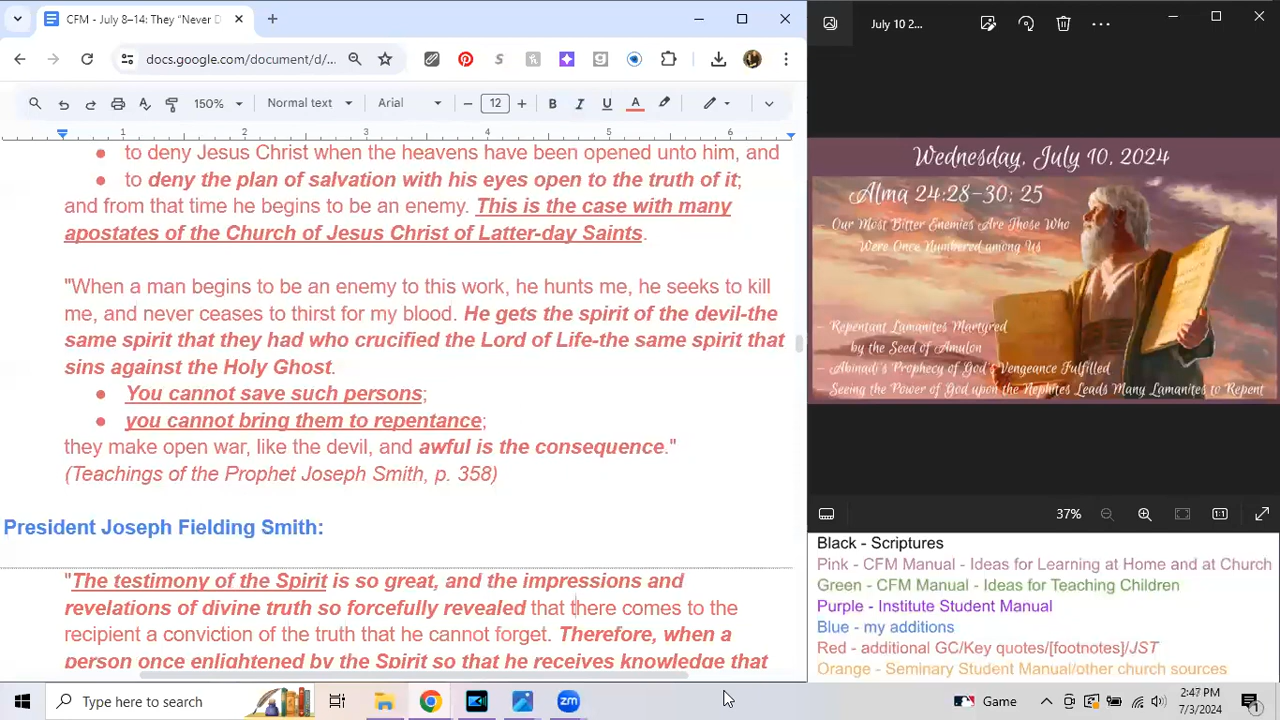 CFM - July 8–14: They “Never D
docs.google.com/document/d/...
150%
Normal text
Arial
12
B I U A
1 2 3 4 5 6
to deny Jesus Christ when the heavens have been opened unto him, and
to deny the plan of salvation with his eyes open to the truth of it;
and from that time he begins to be an enemy. This is the case with many
apostates of the Church of Jesus Christ of Latter-day Saints.
"When a man begins to be an enemy to this work, he hunts me, he seeks to kill
me, and never ceases to thirst for my blood. He gets the spirit of the devil-the
same spirit that they had who crucified the Lord of Life-the same spirit that
sins against the Holy Ghost.
You cannot save such persons;
you cannot bring them to repentance;
they make open war, like the devil, and awful is the consequence."
(Teachings of the Prophet Joseph Smith, p. 358)
President Joseph Fielding Smith:
"The testimony of the Spirit is so great, and the impressions and
revelations of divine truth so forcefully revealed that there comes to the
recipient a conviction of the truth that he cannot forget. Therefore, when a
person once enlightened by the Spirit so that he receives knowledge that
July 10 2...
Wednesday, July 10, 2024
Alma 24:28-30; 25
Our Most Bitter Enemies Are Those Who
Were Once Numbered among Us
- Repentant Lamanites Martyred
by the Seed of Amulon
- Abinadi's Prophecy of God's Vengeance Fulfilled
- Seeing the Power of God upon the Nephites Leads Many Lamanites to Repent
37%
1:1
Black - Scriptures
Pink - CFM Manual - Ideas for Learning at Home and at Church
Green - CFM Manual - Ideas for Teaching Children
Purple - Institute Student Manual
Blue - my additions
Red - additional GC/Key quotes/[footnotes]/JST
Orange - Seminary Student Manual/other church sources
Type here to search
zm
Game
2:47 PM
7/3/2024
1